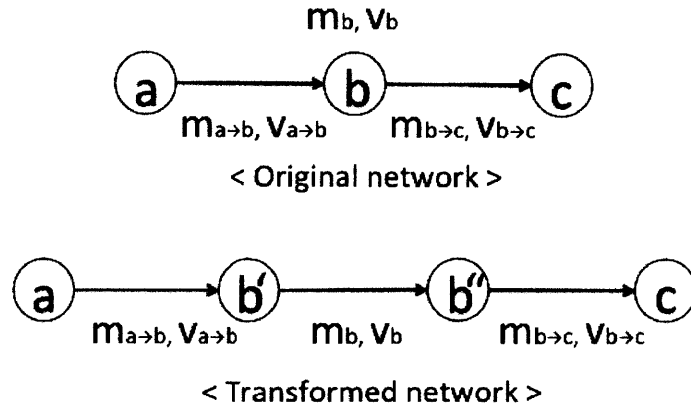 mb, vb
a b c
ma→b, va→b mb→c, vb→c
< Original network >
a b′ b″ c
ma→b, va→b mb, vb mb→c, vb→c
< Transformed network >